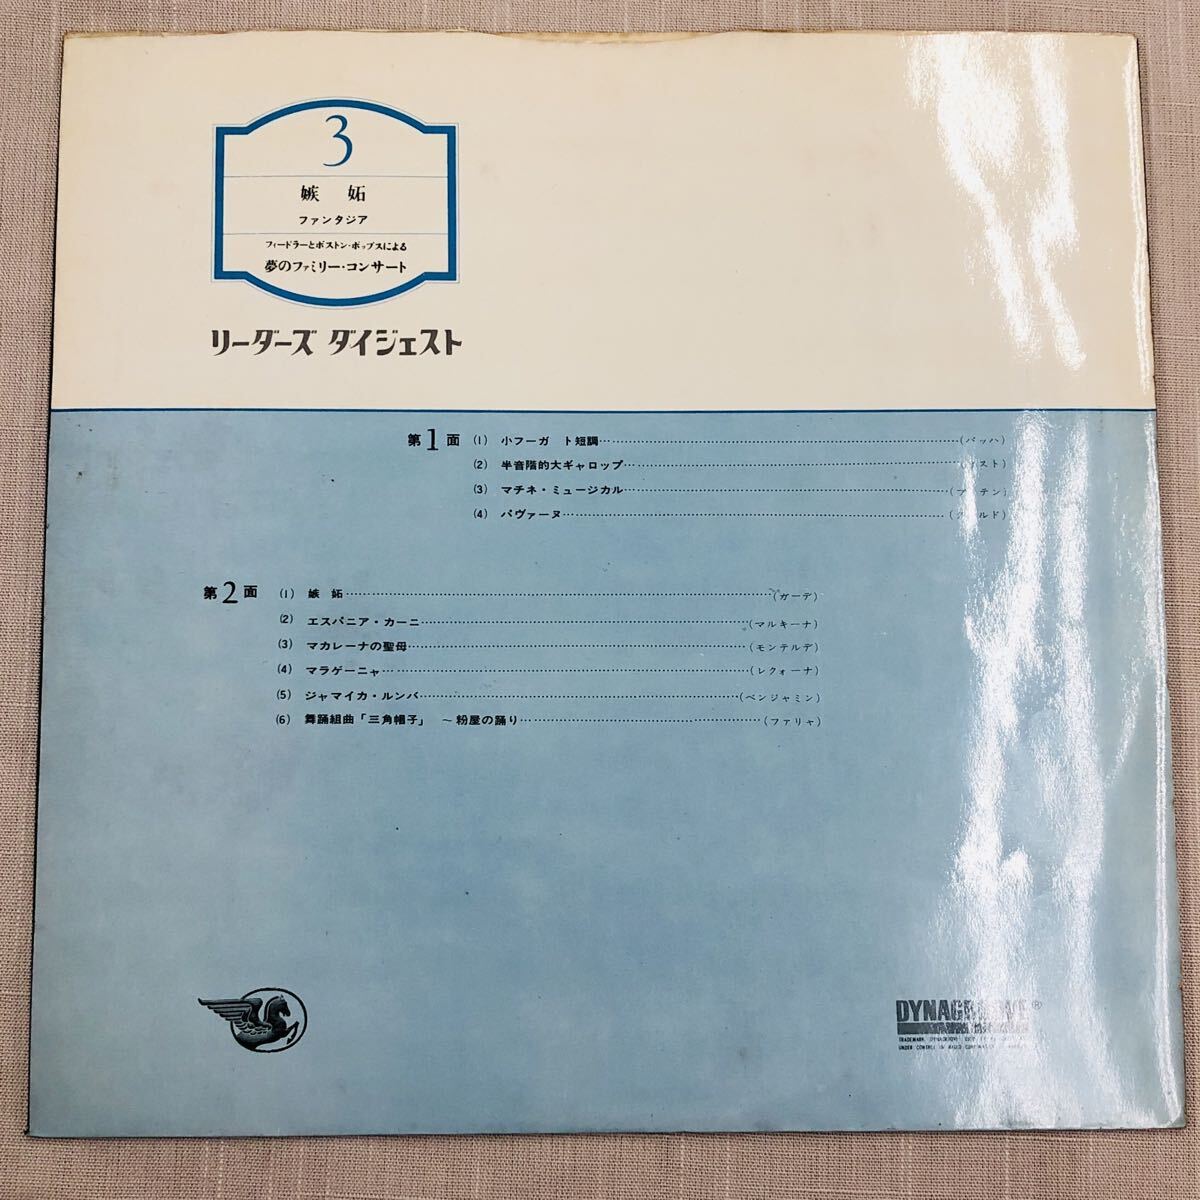 3
嫉妬
ファンタジア
フィードラーとボストン・ポップスによる
夢のファミリー・コンサート
リーダーズ ダイジェスト
第1面 (1) 小フーガ ト短調 (バッハ)
(2) 半音階的大ギャロップ
(3) マチネ・ミュージカル
(4) パヴァーヌ
第2面 (1) 嫉妬 (ガーデ)
(2) エスパニア・カーニ (マルキーナ)
(3) マカレーナの聖母 (モンテルデ)
(4) マラゲーニャ (レクォーナ)
(5) ジャマイカ・ルンバ (ベンジャミン)
(6) 舞踊組曲「三角帽子」 ～粉屋の踊り (ファリャ)
DYNAGROOVE®